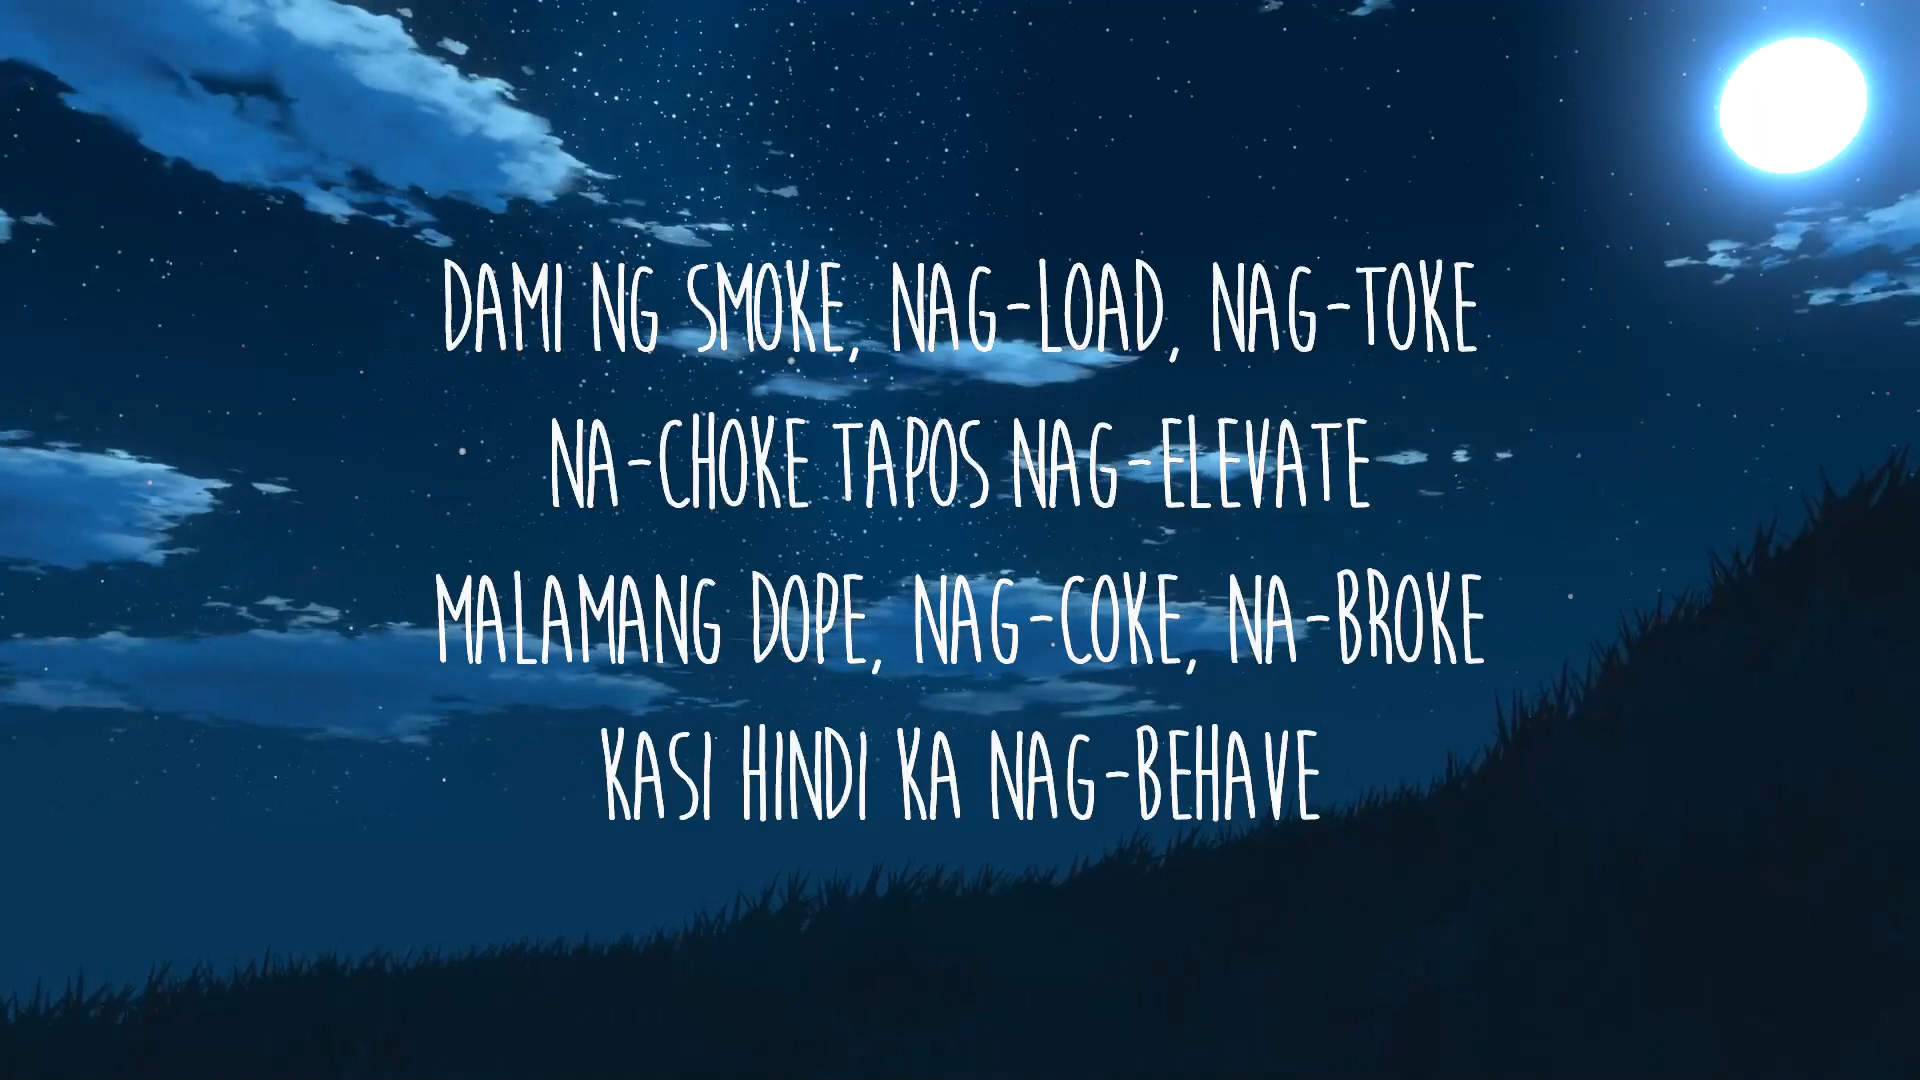 DAMI NG SMOKE, NAG-LOAD, NAG-TOKE
NA-CHOKE TAPOS NAG-ELEVATE
MALAMANG DOPE, NAG-COKE, NA-BROKE
KASI HINDI KA NAG-BEHAVE